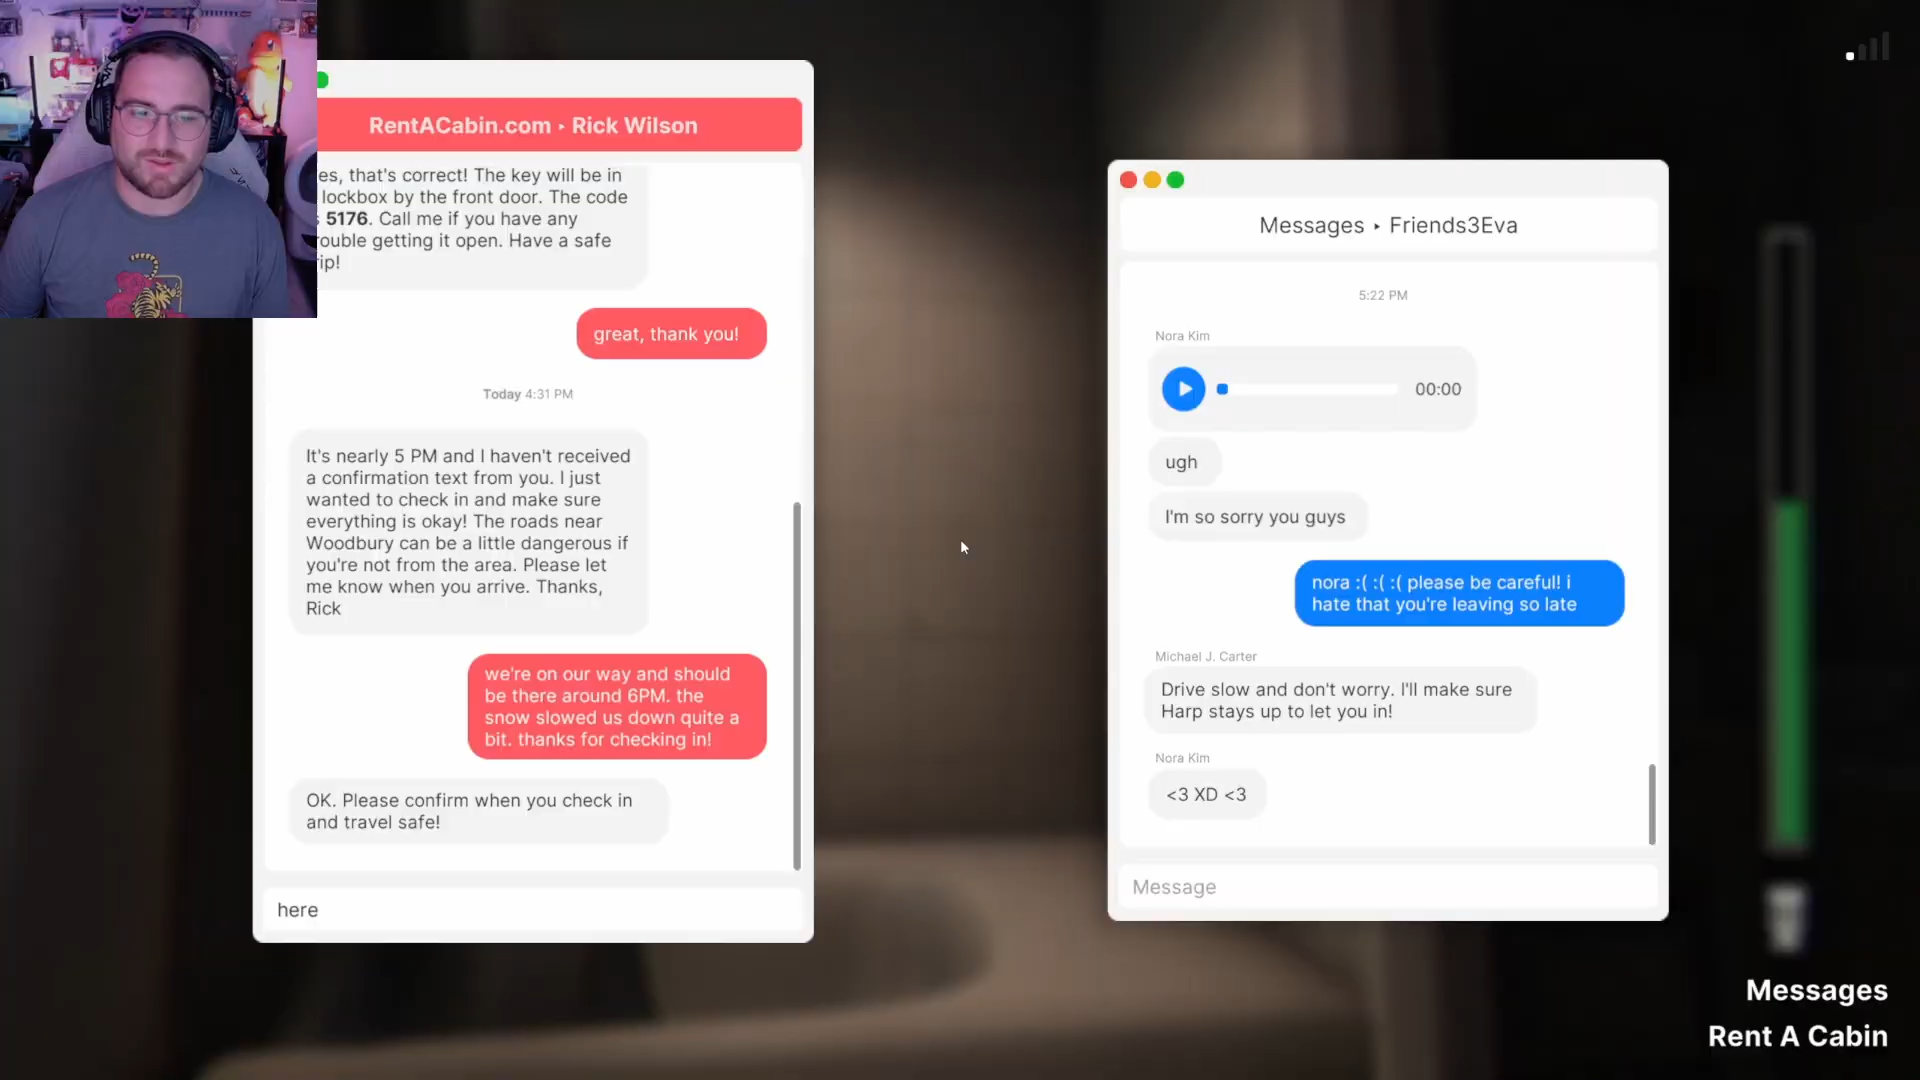 RentACabin.com ‣ Rick Wilson
es, that's correct! The key will be in
lockbox by the front door. The code
5176. Call me if you have any
rouble getting it open. Have a safe
rip!
great, thank you!
Today 4:31 PM
It's nearly 5 PM and I haven't received
a confirmation text from you. I just
wanted to check in and make sure
everything is okay! The roads near
Woodbury can be a little dangerous if
you're not from the area. Please let
me know when you arrive. Thanks,
Rick
we're on our way and should
be there around 6PM. the
snow slowed us down quite a
bit. thanks for checking in!
OK. Please confirm when you check in
and travel safe!
here
Messages ‣ Friends3Eva
5:22 PM
Nora Kim
00:00
ugh
I'm so sorry you guys
nora :( :( :( please be careful! i
hate that you're leaving so late
Michael J. Carter
Drive slow and don't worry. I'll make sure
Harp stays up to let you in!
Nora Kim
<3 XD <3
Message
Messages
Rent A Cabin